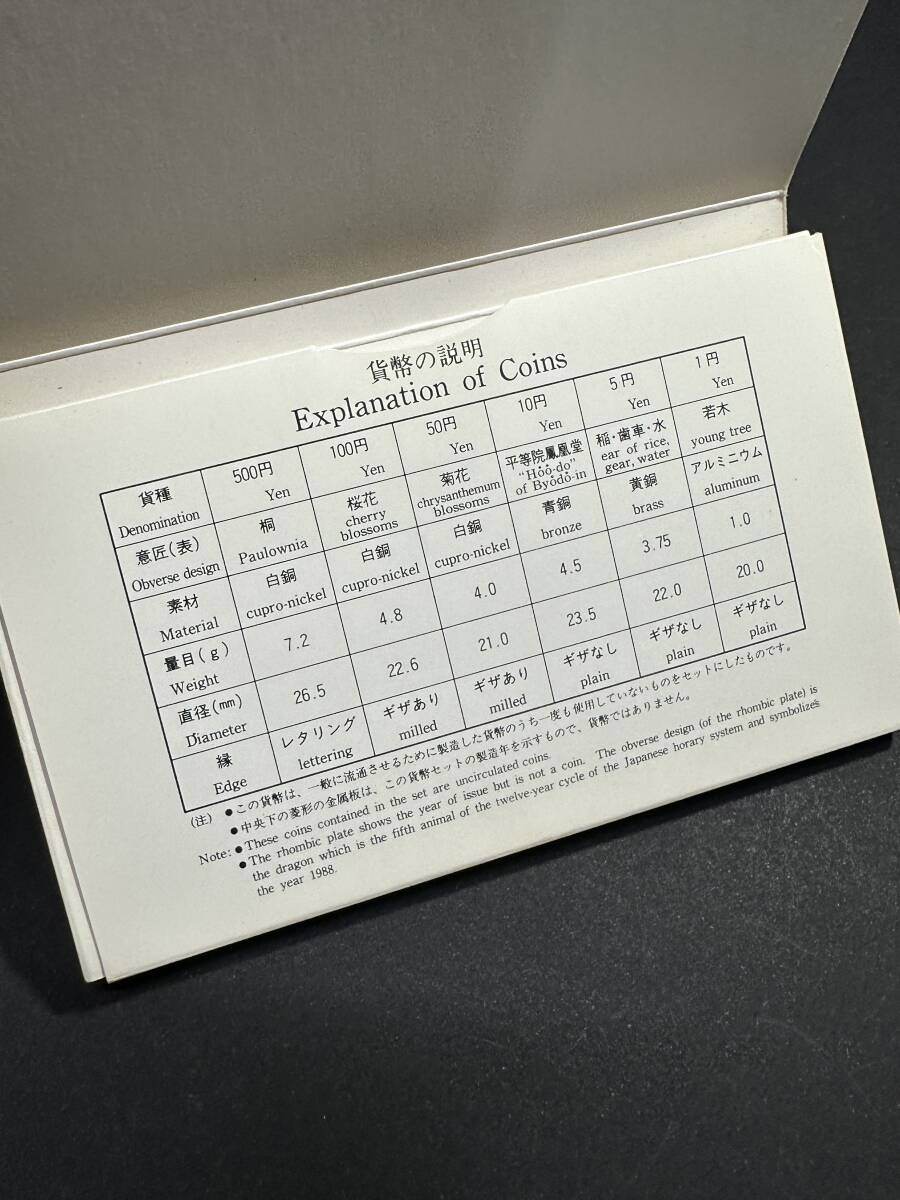 貨幣の説明
Explanation of Coins
貨種 500円 100円 50円 10円 5円 1円
Denomination Yen Yen Yen Yen Yen Yen
意匠(表) 桐 桜花 菊花 平等院鳳凰堂 稲・歯車・水 若木
Obverse design Paulownia cherry blossoms chrysanthemum blossoms "Hôô-do" of Byôdô-in ear of rice, gear, water young tree
素材 白銅 白銅 白銅 青銅 黄銅 アルミニウム
Material cupro-nickel cupro-nickel cupro-nickel bronze brass aluminum
量目(g) 7.2 4.8 4.0 4.5 3.75 1.0
Weight
直径(mm) 26.5 22.6 21.0 23.5 22.0 20.0
Diameter
縁 レタリング ギザあり ギザあり ギザなし ギザなし ギザなし
Edge lettering milled milled plain plain plain
(注) ●この貨幣は、一般に流通させるために製造した貨幣のうち一度も使用していないものをセットにしたものです。
●中央下の菱形の金属板は、この貨幣セットの製造年を示すもので、貨幣ではありません。
Note: ●These coins contained in the set are uncirculated coins.
●The rhombic plate shows the year of issue but is not a coin. The obverse design (of the rhombic plate) is
the dragon which is the fifth animal of the twelve-year cycle of the Japanese horary system and symbolizes
the year 1988.